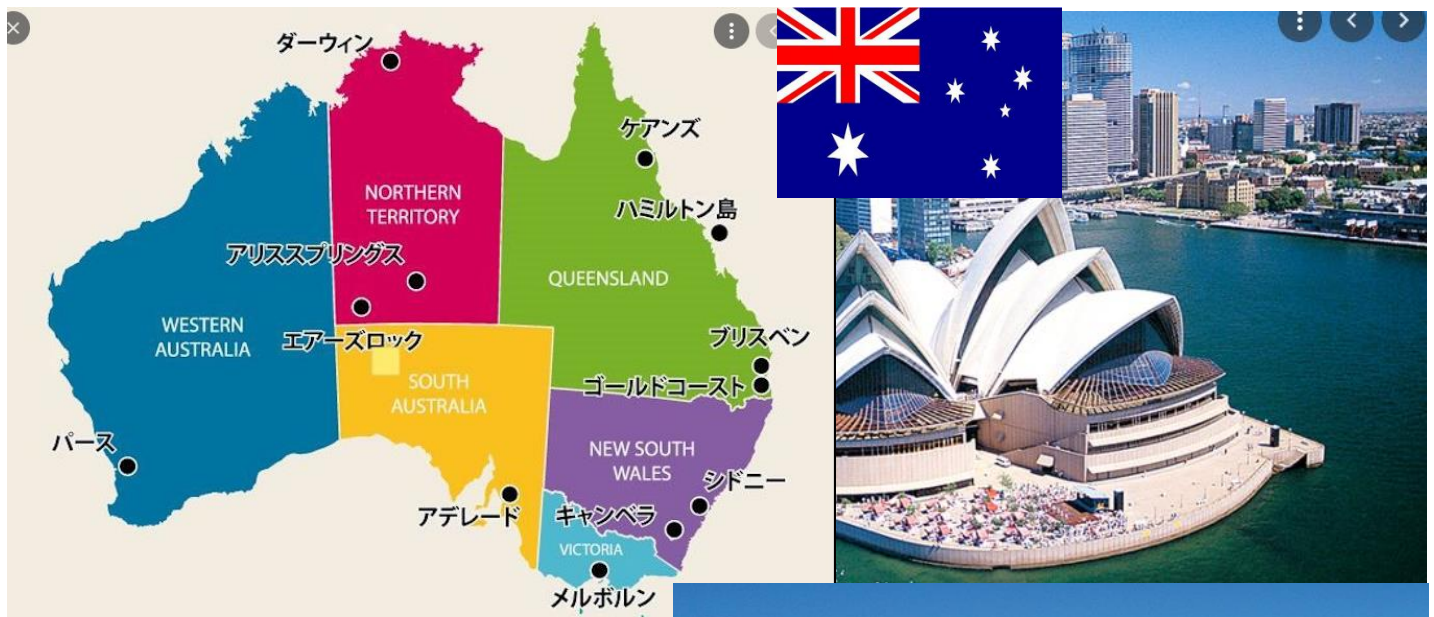 ダーウィン
ケアンズ
NORTHERN
TERRITORY
ハミルトン島
アリススプリングス
QUEENSLAND
WESTERN
AUSTRALIA
エアーズロック
ブリスベン
SOUTH
AUSTRALIA
ゴールドコースト
パース
NEW SOUTH
WALES
シドニー
アデレード
キャンベラ
VICTORIA
メルボルン